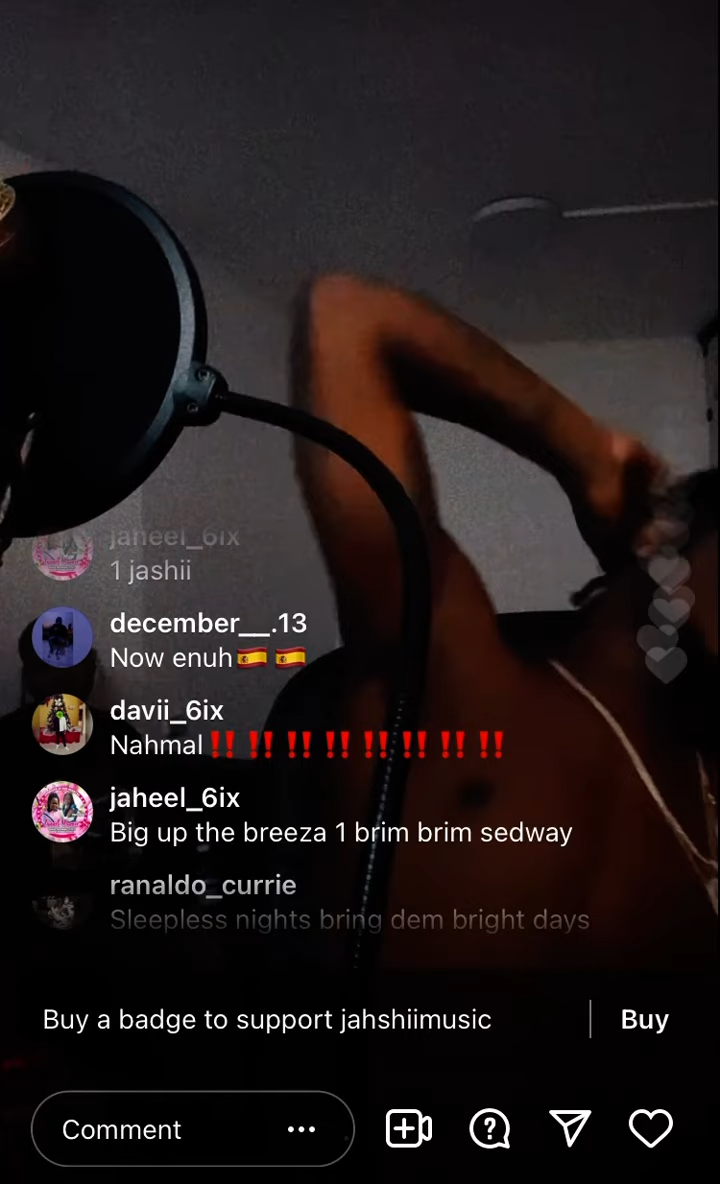 jaheel_6ix
1 jashii
december__.13
Now enuh🇪🇸 🇪🇸
davii_6ix
Nahmal‼️ ‼️ ‼️ ‼️ ‼️ ‼️ ‼️ ‼️
jaheel_6ix
Big up the breeza 1 brim brim sedway
ranaldo_currie
Sleepless nights bring dem bright days
Buy a badge to support jahshiimusic
Buy
Comment